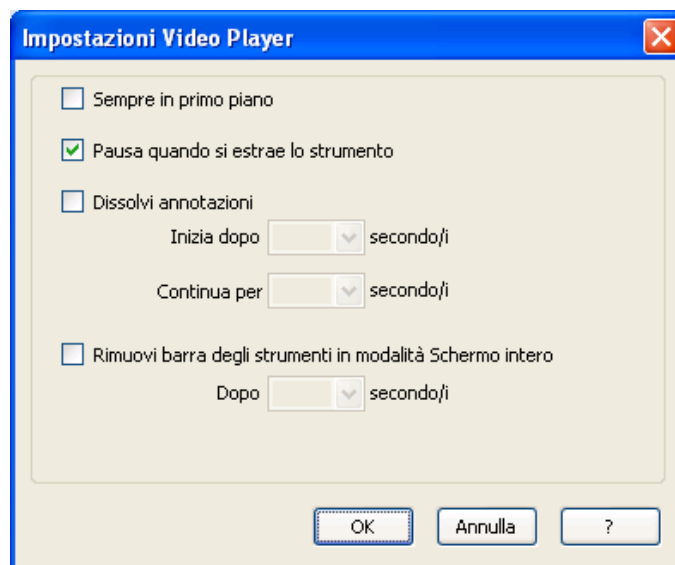 Impostazioni Video Player
Sempre in primo piano
Pausa quando si estrae lo strumento
Dissolvi annotazioni
Inizia dopo secondo/i
Continua per secondo/i
Rimuovi barra degli strumenti in modalità Schermo intero
Dopo secondo/i
OK Annulla ?